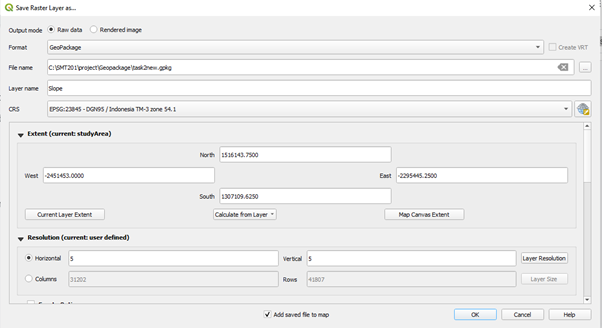 Save Raster Layer as...
Output mode Raw data Rendered image
Format GeoPackage Create VRT
File name C:\SMT201\project\Geopackage\task2new.gpkg ...
Layer name Slope
CRS EPSG:23845 - DGN95 / Indonesia TM-3 zone 54.1
Extent (current: studyArea)
North 1516143.7500
West -2451453.0000 East -2295445.2500
South 1307109.6250
Current Layer Extent Calculate from Layer Map Canvas Extent
Resolution (current: user defined)
Horizontal 5 Vertical 5 Layer Resolution
Columns 31202 Rows 41807 Layer Size
Add saved file to map OK Cancel Help